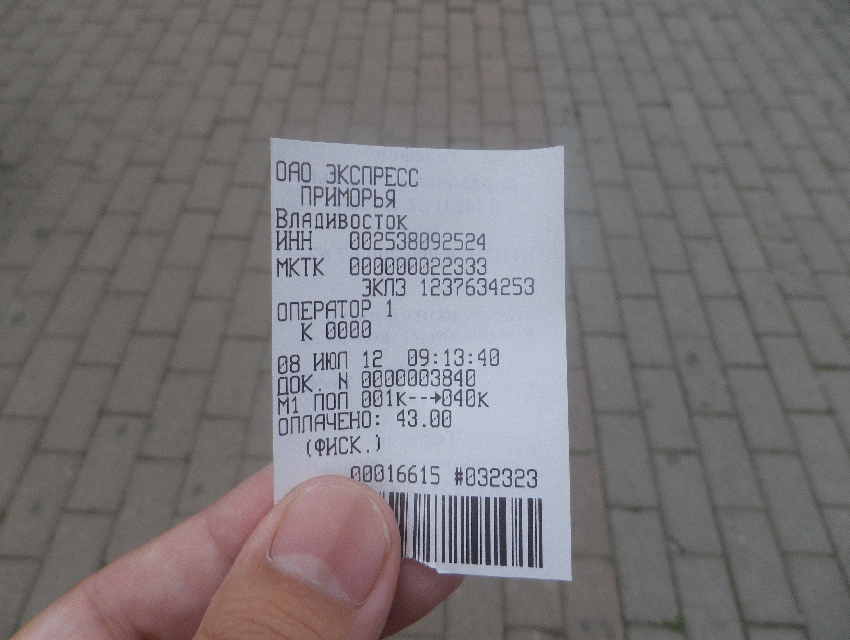 ОАО ЭКСПРЕСС
ПРИМОРЬЯ
ВЛАДИВОСТОК
ИНН 002538092524
МКТК 000000022333
ЭКЛЗ 1237634253
ОПЕРАТОР 1
К 0000
08 ИЮЛ 12 09:13:40
ДОК. N 0000003840
М1 ПОЛ 001К--→040К
ОПЛАЧЕНО: 43.00
(ФИСК.)
00016615 #032323